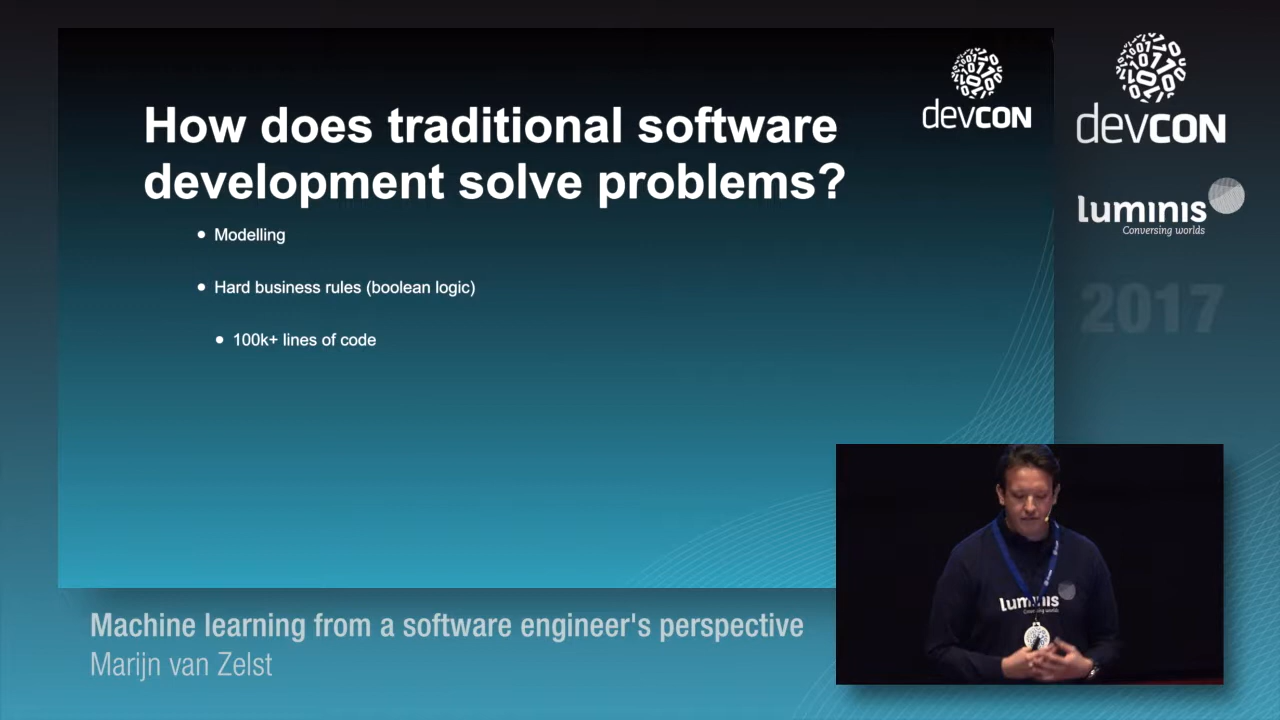 How does traditional software
development solve problems?
devcon
Modelling
Hard business rules (boolean logic)
100k+ lines of code
devcon
luminis
Conversing worlds
2017
luminis
Machine learning from a software engineer's perspective
Marijn van Zelst